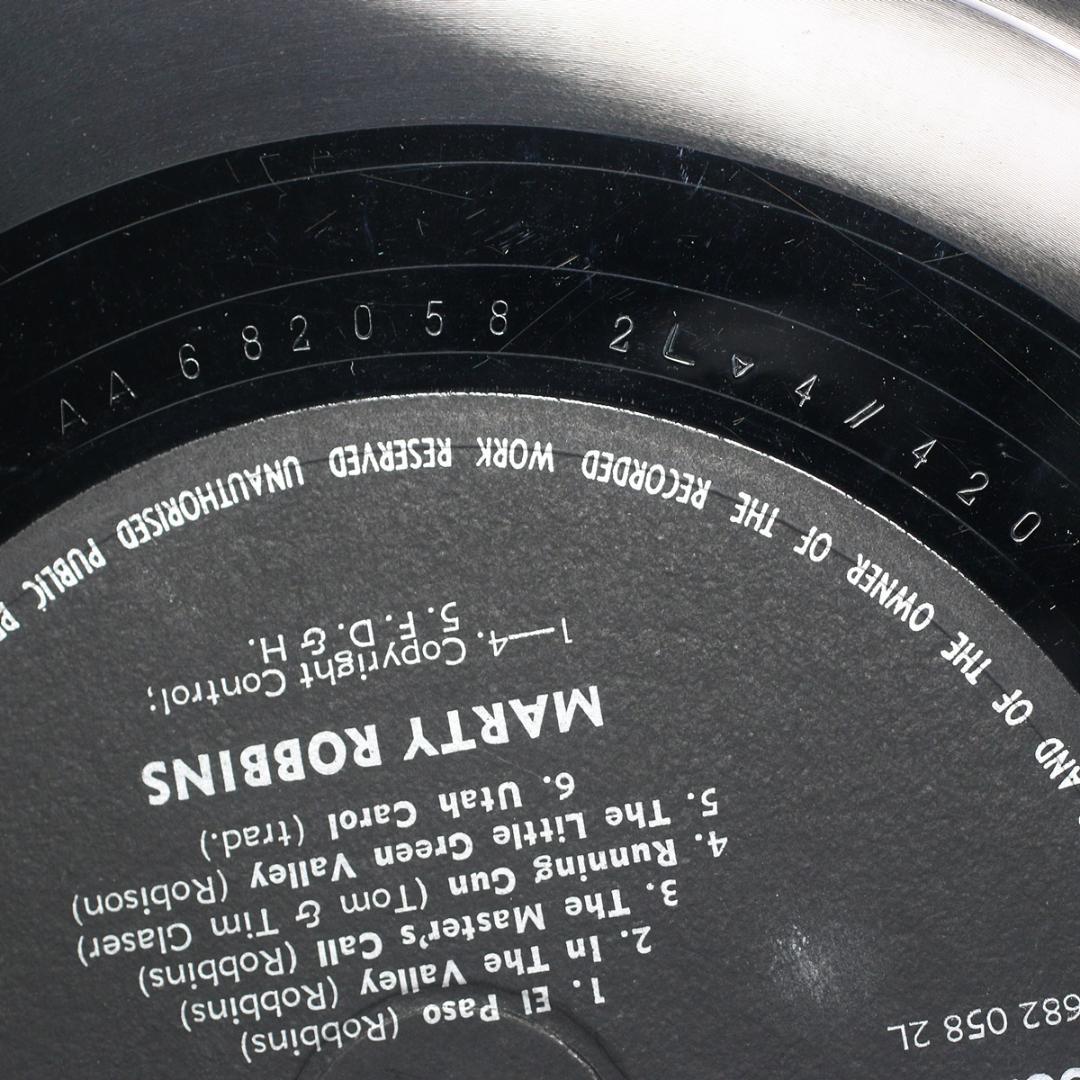 AA 682058 2L ▽ 4 // 420
AND OF THE OWNER OF THE RECORDED WORK RESERVED UNAUTHORISED PUBLIC
682 058 2L
1. El Paso (Robbins)
2. In The Valley (Robbins)
3. The Master's Call (Robbins)
4. Running Gun (Tom & Tim Glaser)
5. The Little Green Valley (Robison)
6. Utah Carol (trad.)
MARTY ROBBINS
1—4. Copyright Control;
5. F. D. & H.